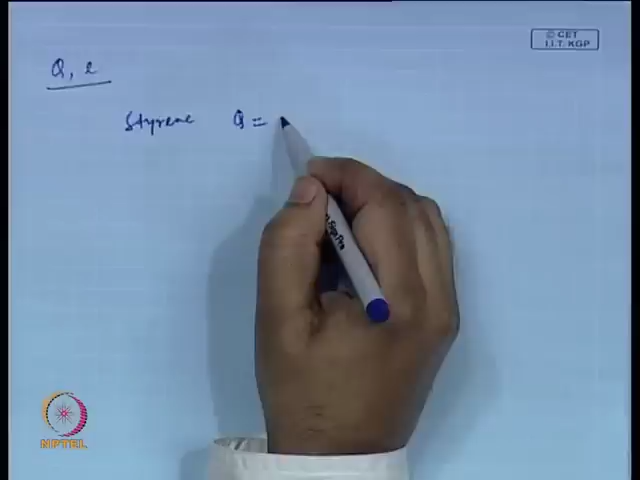 © CET
I.I.T. KGP
Q, e
Styrene Q =
NPTEL